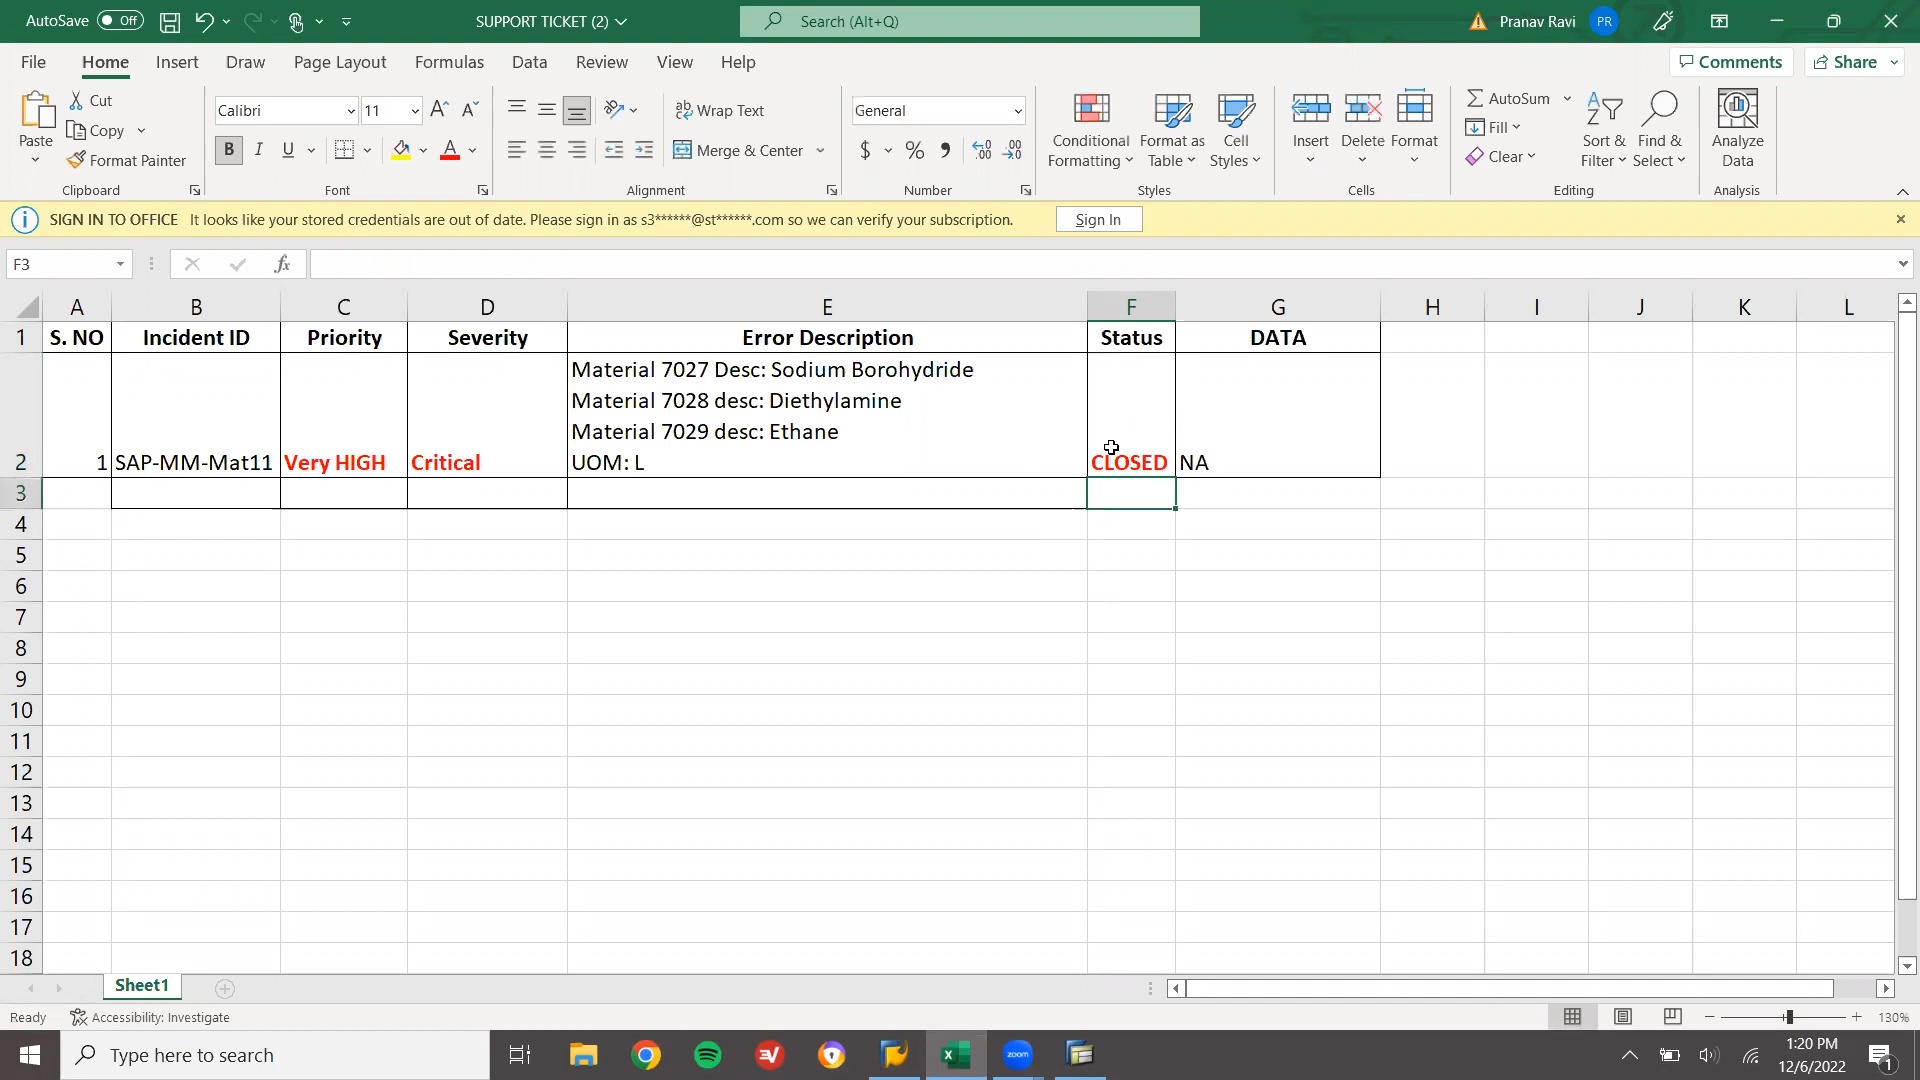 AutoSave Off SUPPORT TICKET (2) Search (Alt+Q) Pranav Ravi PR
File Home Insert Draw Page Layout Formulas Data Review View Help Comments Share
Paste Cut Copy Format Painter Clipboard
Calibri 11 B I U A Font
Wrap Text Merge & Center Alignment
General $ % Number
Conditional Formatting Format as Table Cell Styles Styles
Insert Delete Format Cells
AutoSum Fill Clear Sort & Filter Find & Select Editing
Analyze Data Analysis
SIGN IN TO OFFICE It looks like your stored credentials are out of date. Please sign in as s3******@st******.com so we can verify your subscription. Sign In
F3 fx
A B C D E F G H I J K L
1 S. NO Incident ID Priority Severity Error Description Status DATA
Material 7027 Desc: Sodium Borohydride
Material 7028 desc: Diethylamine
Material 7029 desc: Ethane
2 1 SAP-MM-Mat11 Very HIGH Critical UOM: L CLOSED NA
3
4
5
6
7
8
9
10
11
12
13
14
15
16
17
18
Sheet1
Ready Accessibility: Investigate 130%
Type here to search zoom 1:20 PM
12/6/2022 1